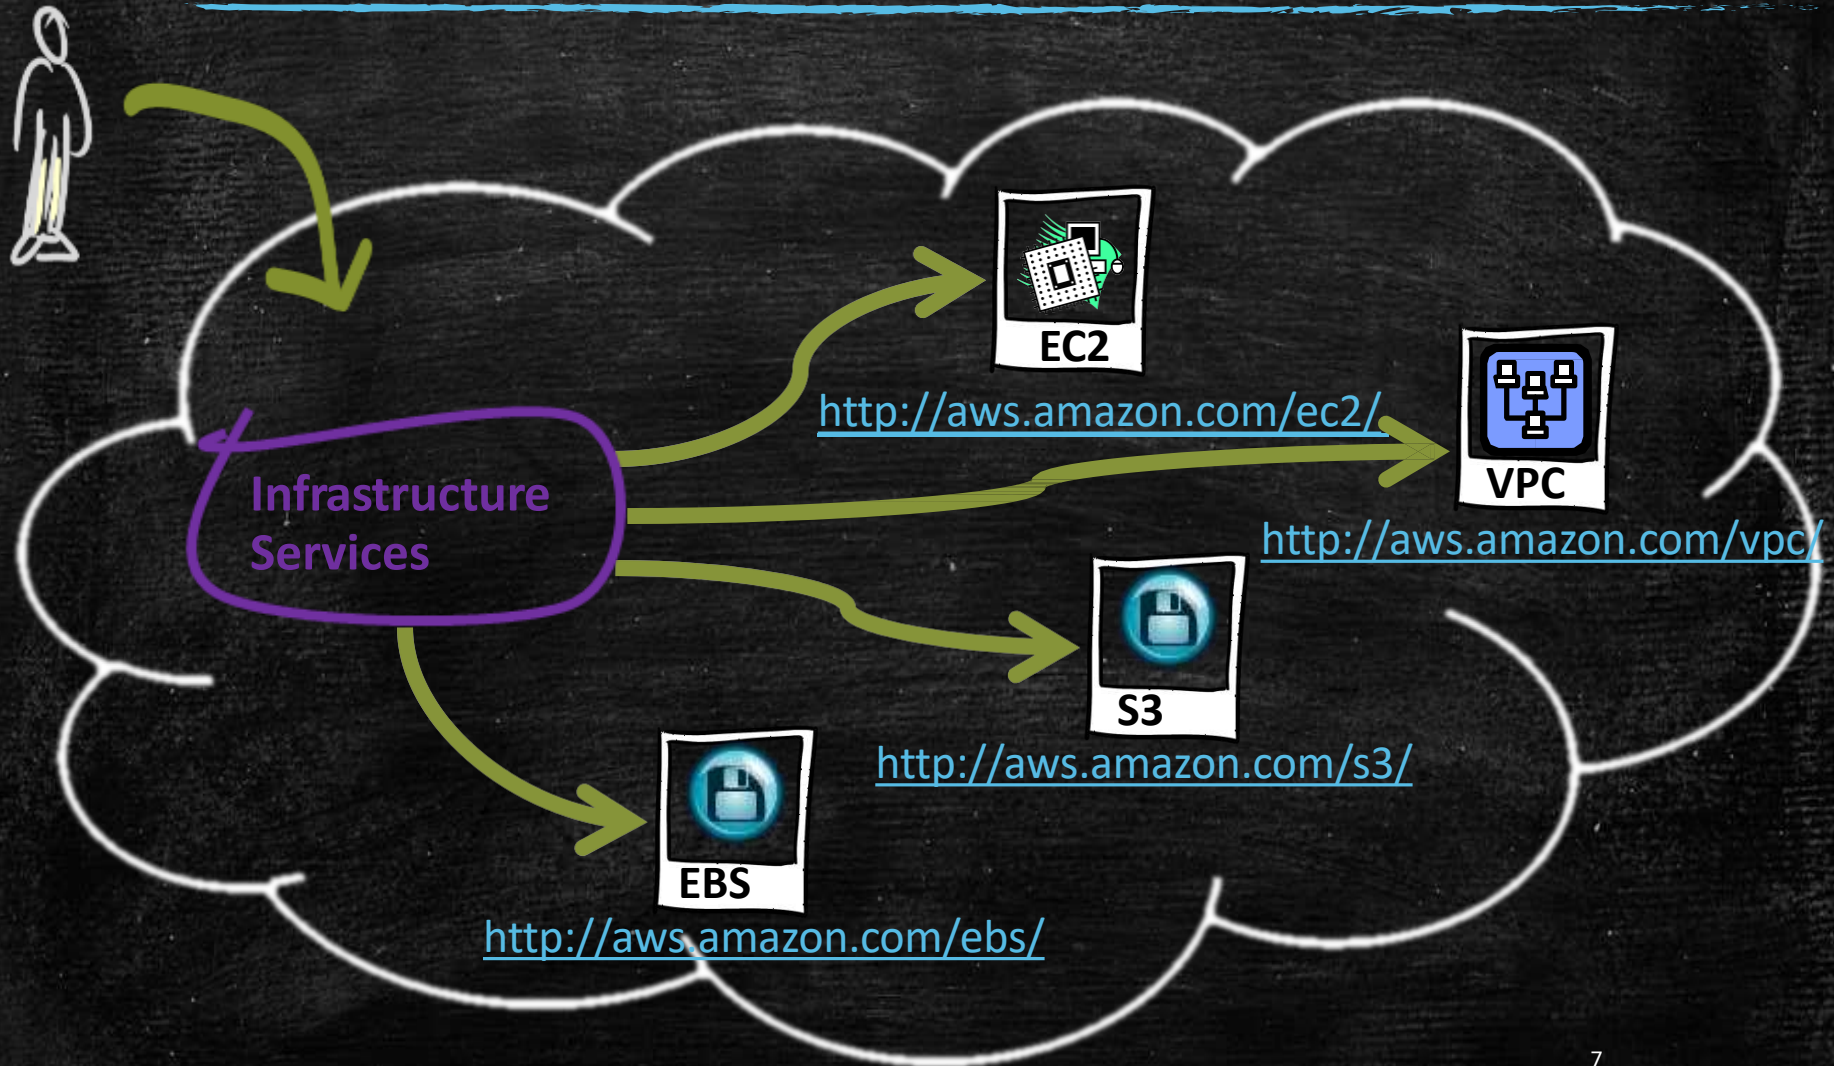 EC2
http://aws.amazon.com/ec2/
VPC
http://aws.amazon.com/vpc/
Infrastructure
Services
S3
http://aws.amazon.com/s3/
EBS
http://aws.amazon.com/ebs/
7